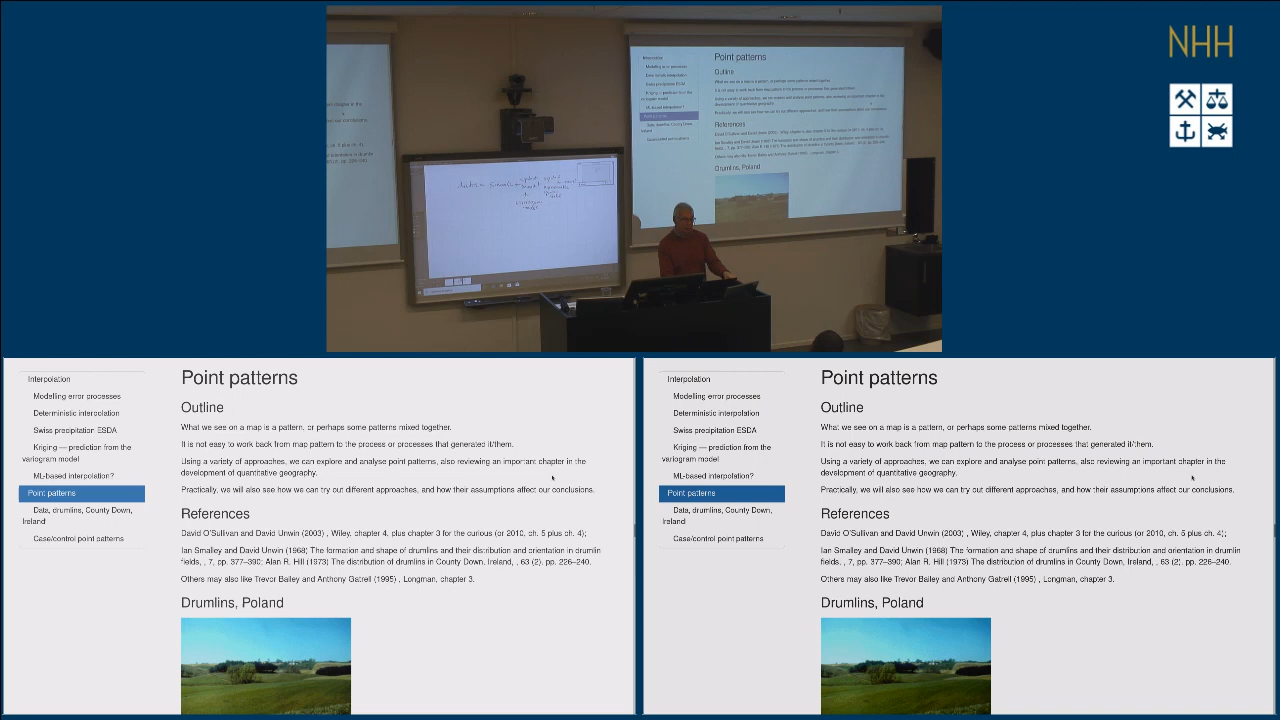 NHH
Interpolation
Modelling error processes
Deterministic interpolation
Swiss precipitation ESDA
Kriging — prediction from the
variogram model
ML-based interpolation?
Point patterns
Data, drumlins, County Down,
Ireland
Case/control point patterns
Point patterns
Outline
What we see on a map is a pattern, or perhaps some patterns mixed together.
It is not easy to work back from map pattern to the process or processes that generated it/them.
Using a variety of approaches, we can explore and analyse point patterns, also reviewing an important chapter in the
development of quantitative geography.
Practically, we will also see how we can try out different approaches, and how their assumptions affect our conclusions.
References
David O'Sullivan and David Unwin (2003) , Wiley, chapter 4, plus chapter 3 for the curious (or 2010, ch. 5 plus ch. 4);
Ian Smalley and David Unwin (1968) The formation and shape of drumlins and their distribution and orientation in drumlin
fields, , 7, pp. 377–390; Alan R. Hill (1973) The distribution of drumlins in County Down, Ireland, , 63 (2), pp. 226–240.
Others may also like Trevor Bailey and Anthony Gatrell (1995) , Longman, chapter 3.
Drumlins, Poland
Interpolation
Modelling error processes
Deterministic interpolation
Swiss precipitation ESDA
Kriging — prediction from the
variogram model
ML-based interpolation?
Point patterns
Data, drumlins, County Down,
Ireland
Case/control point patterns
Point patterns
Outline
What we see on a map is a pattern, or perhaps some patterns mixed together.
It is not easy to work back from map pattern to the process or processes that generated it/them.
Using a variety of approaches, we can explore and analyse point patterns, also reviewing an important chapter in the
development of quantitative geography.
Practically, we will also see how we can try out different approaches, and how their assumptions affect our conclusions.
References
David O'Sullivan and David Unwin (2003) , Wiley, chapter 4, plus chapter 3 for the curious (or 2010, ch. 5 plus ch. 4);
Ian Smalley and David Unwin (1968) The formation and shape of drumlins and their distribution and orientation in drumlin
fields, , 7, pp. 377–390; Alan R. Hill (1973) The distribution of drumlins in County Down, Ireland, , 63 (2), pp. 226–240.
Others may also like Trevor Bailey and Anthony Gatrell (1995) , Longman, chapter 3.
Drumlins, Poland
Point patterns
Outline
References
Drumlins, Poland